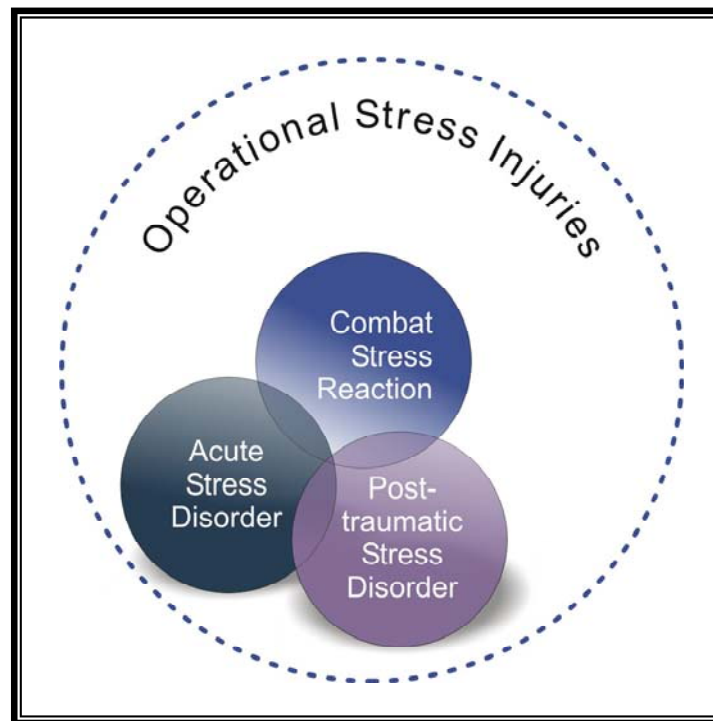 Operational Stress Injuries
Combat
Stress
Reaction
Acute
Stress
Disorder
Post-
traumatic
Stress
Disorder